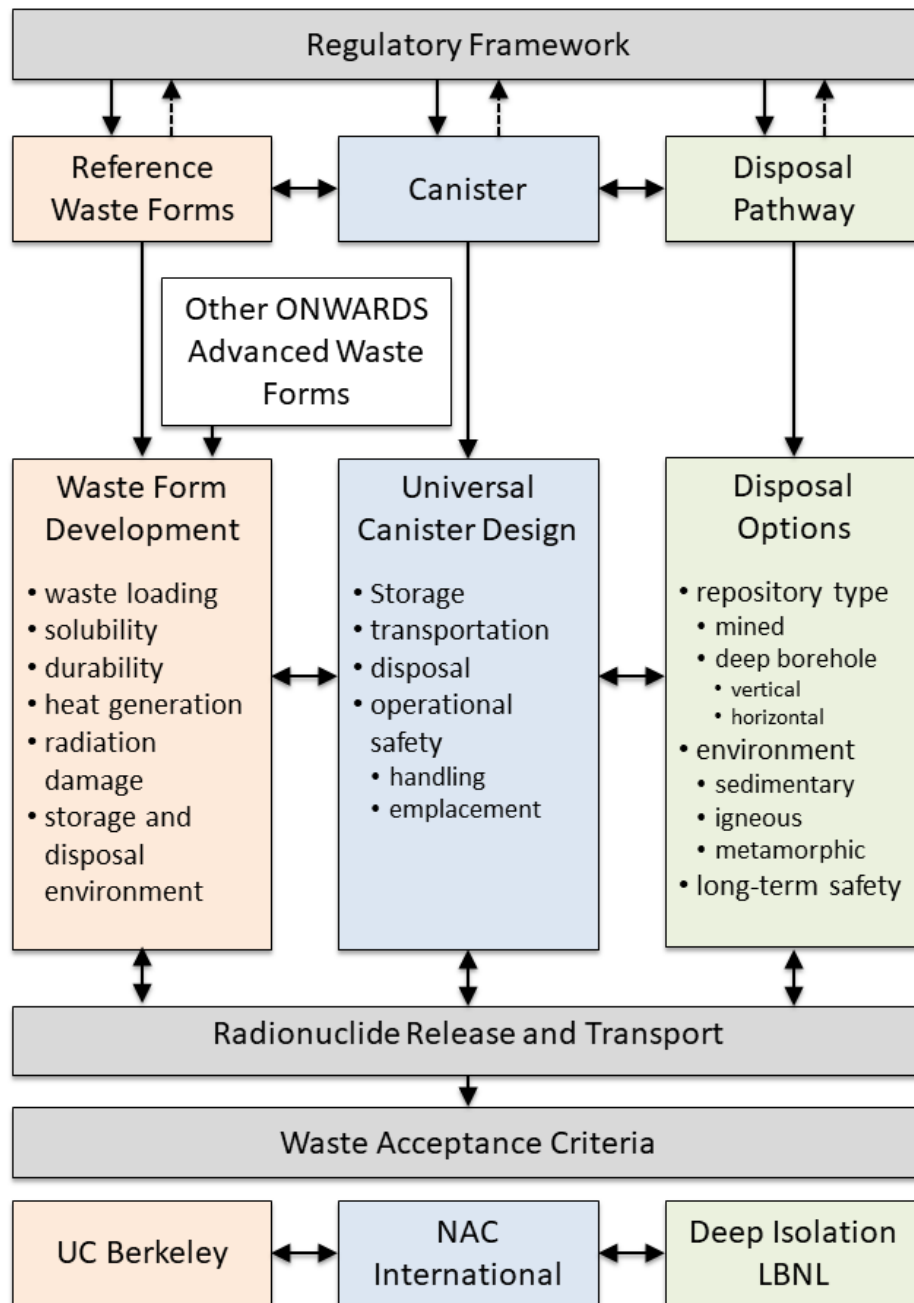 Regulatory Framework
Reference
Waste Forms
Canister
Disposal
Pathway
Other ONWARDS
Advanced Waste
Forms
Waste Form
Development
• waste loading
• solubility
• durability
• heat generation
• radiation
damage
• storage and
disposal
environment
Universal
Canister Design
• Storage
• transportation
• disposal
• operational
safety
• handling
• emplacement
Disposal
Options
• repository type
• mined
• deep borehole
• vertical
• horizontal
• environment
• sedimentary
• igneous
• metamorphic
• long-term safety
Radionuclide Release and Transport
Waste Acceptance Criteria
UC Berkeley
NAC
International
Deep Isolation
LBNL